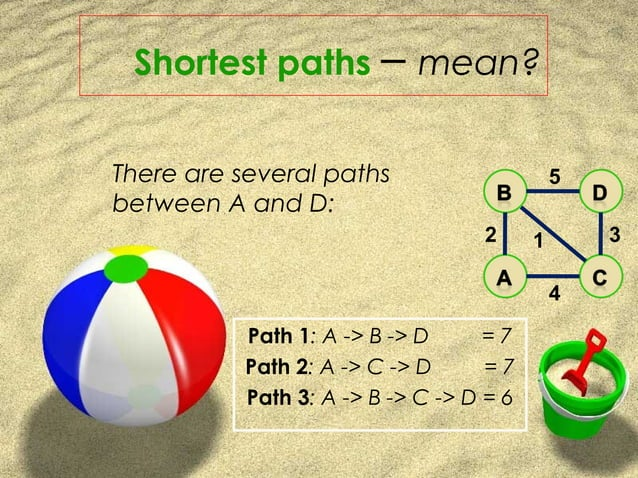 Shortest paths – mean?
There are several paths
between A and D:
5
B D
2 1 3
A C
4
Path 1: A -> B -> D = 7
Path 2: A -> C -> D = 7
Path 3: A -> B -> C -> D = 6